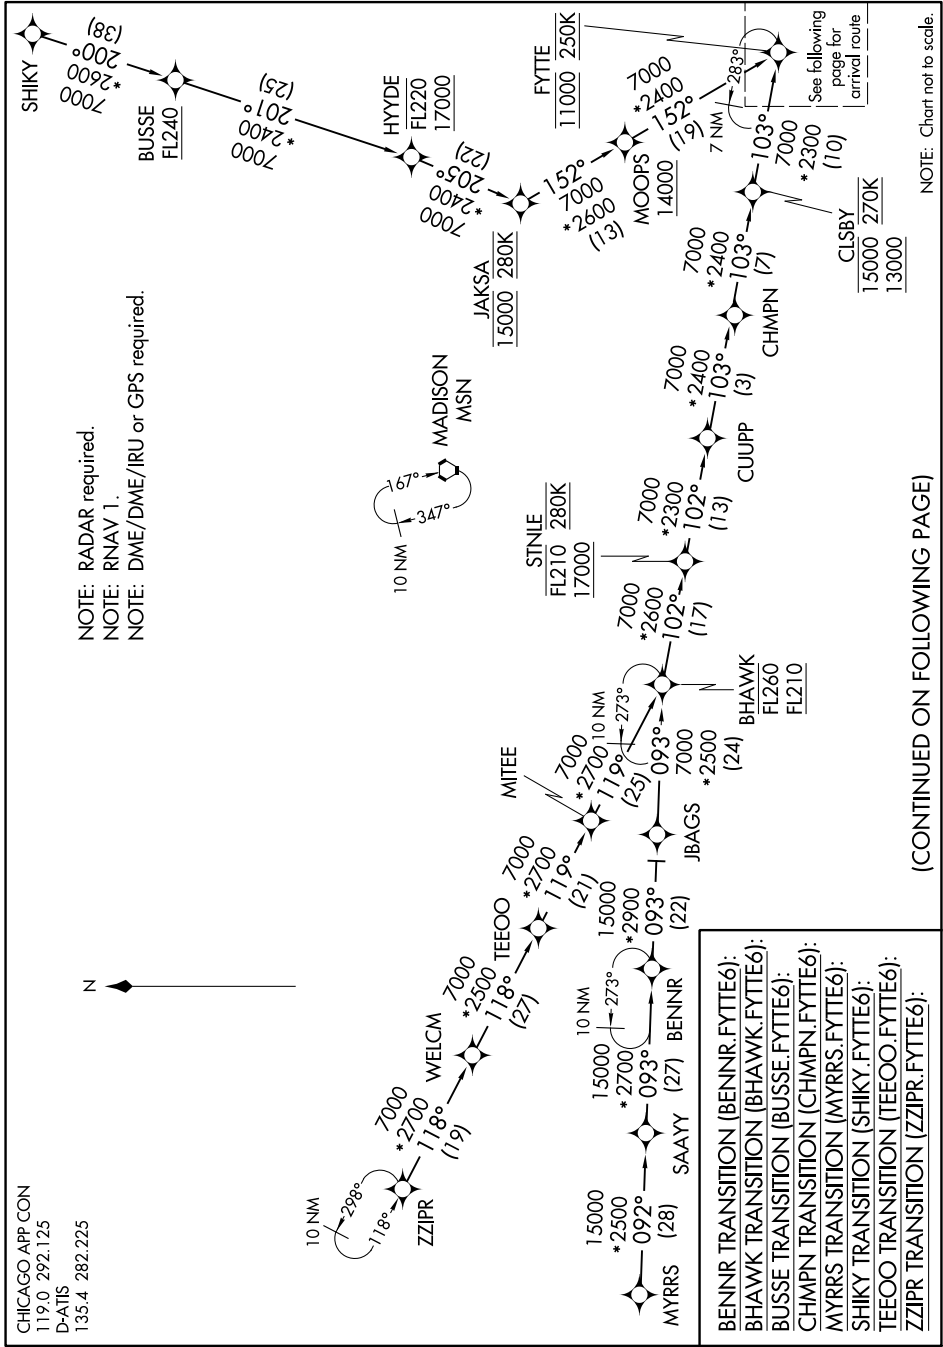 CHICAGO APP CON
119.0 292.125
D-ATIS
135.4 282.225
N
NOTE: RADAR required.
NOTE: RNAV 1.
NOTE: DME/DME/IRU or GPS required.
SHIKY
200°
(38)
7000
*2600
BUSSE
FL240
201°
(25)
7000
*2400
HYYDE
FL220
17000
205°
(22)
7000
*2400
JAKSA
15000 280K
152°
7000
*2600
(13)
MOOPS
14000
7000
*2400
152°
(19)
FYTTE
11000 250K
283°
7 NM
See following
page for
arrival route
MADISON
MSN
167°
347°
10 NM
10 NM
298°
118°
ZZIPR
7000
*2700
118°
(19)
WELCM
7000
*2500
118°
(27)
TEEOO
7000
*2700
119°
(21)
MITEE
7000
*2700
119°
(25)
10 NM
273°
BHAWK
FL260
FL210
7000
*2600
102°
(17)
STNLE
FL210 280K
17000
7000
*2300
102°
(13)
CUUPP
7000
*2400
103°
(3)
CHMPN
7000
*2400
103°
(7)
CLSBY
15000 270K
13000
103°
7000
*2300
(10)
MYRRS
15000
*2500
092°
(28)
SAAYY
15000
*2700
093°
(27)
10 NM
273°
BENNR
15000
*2900
093°
(22)
JBAGS
093°
7000
*2500
(24)
BENNR TRANSITION (BENNR.FYTTE6):
BHAWK TRANSITION (BHAWK.FYTTE6):
BUSSE TRANSITION (BUSSE.FYTTE6):
CHMPN TRANSITION (CHMPN.FYTTE6):
MYRRS TRANSITION (MYRRS.FYTTE6):
SHIKY TRANSITION (SHIKY.FYTTE6):
TEEOO TRANSITION (TEEOO.FYTTE6):
ZZIPR TRANSITION (ZZIPR.FYTTE6):
(CONTINUED ON FOLLOWING PAGE)
NOTE: Chart not to scale.